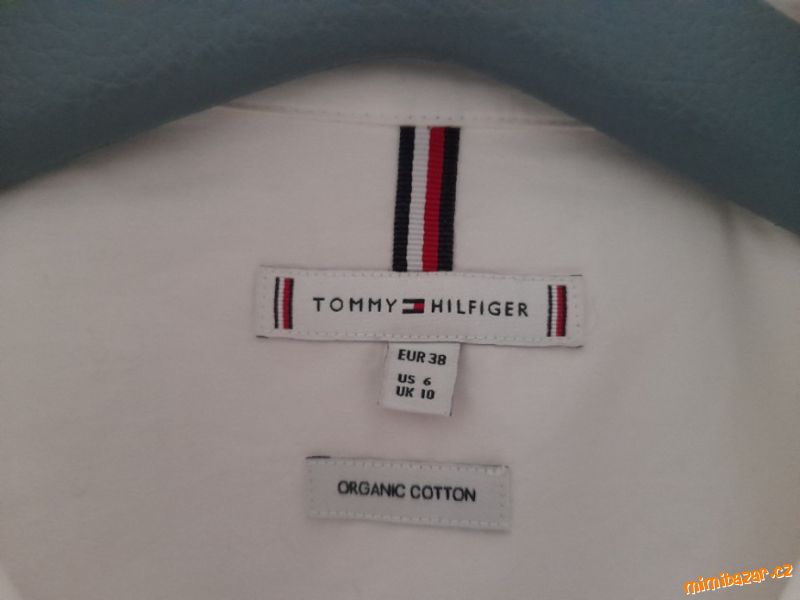 TOMMY HILFIGER
EUR 38
US 6
UK 10
ORGANIC COTTON
mimibazar.cz